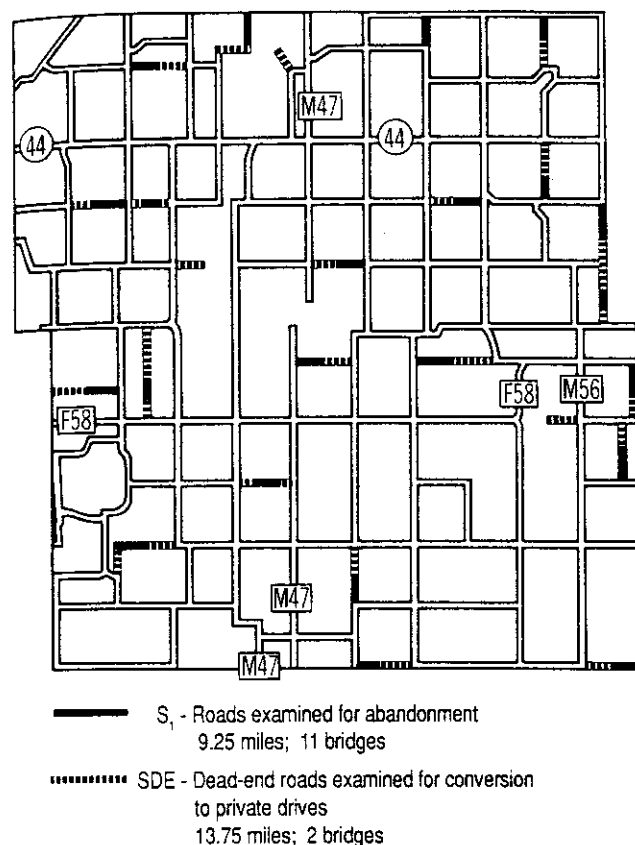 M47
44
44
F58
M56
F58
M47
M47
S₁ - Roads examined for abandonment
9.25 miles; 11 bridges
SDE - Dead-end roads examined for conversion
to private drives
13.75 miles; 2 bridges